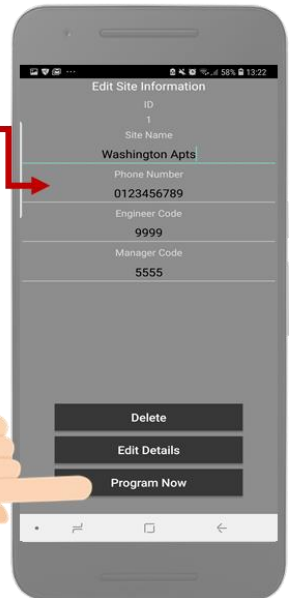 58% 13:22
Edit Site Information
ID
1
Site Name
Washington Apts
Phone Number
0123456789
Engineer Code
9999
Manager Code
5555
Delete
Edit Details
Program Now